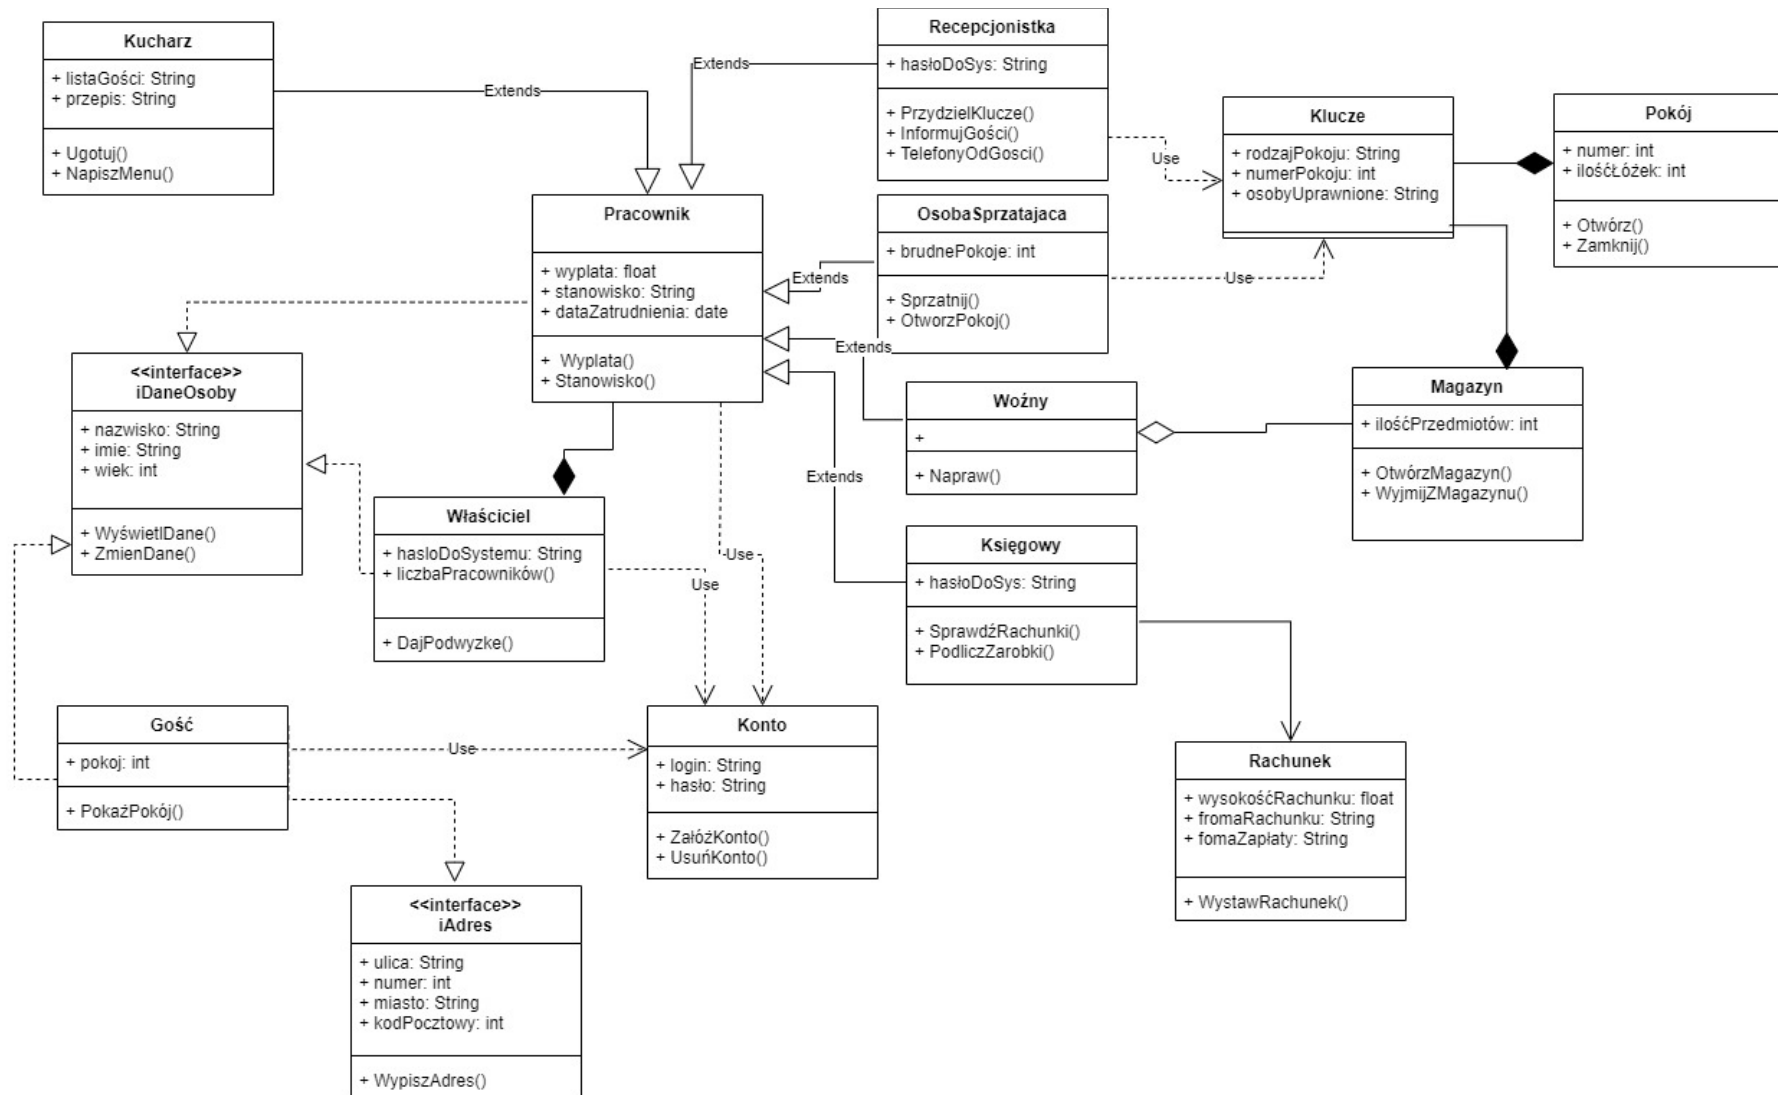 Kucharz
+ listaGości: String
+ przepis: String
+ Ugotuj()
+ NapiszMenu()
Extends
Extends
Recepcjonistka
+ hasłoDoSys: String
+ PrzydzielKlucze()
+ InformujGości()
+ TelefonyOdGosci()
Use
Klucze
+ rodzajPokoju: String
+ numerPokoju: int
+ osobyUprawnione: String
Pokój
+ numer: int
+ ilośćŁóżek: int
+ Otwórz()
+ Zamknij()
Pracownik
+ wyplata: float
+ stanowisko: String
+ dataZatrudnienia: date
+ Wyplata()
+ Stanowisko()
Extends
OsobaSprzatajaca
+ brudnePokoje: int
+ Sprzatnij()
+ OtworzPokoj()
Use
Extends
<<interface>>
iDaneOsoby
+ nazwisko: String
+ imie: String
+ wiek: int
+ WyświetlDane()
+ ZmienDane()
Woźny
+
+ Napraw()
Magazyn
+ ilośćPrzedmiotów: int
+ OtwórzMagazyn()
+ WyjmijZMagazynu()
Extends
Właściciel
+ hasloDoSystemu: String
+ liczbaPracowników()
+ DajPodwyzke()
Use
Use
Księgowy
+ hasłoDoSys: String
+ SprawdźRachunki()
+ PodliczZarobki()
Gość
+ pokoj: int
+ PokażPokój()
Use
Konto
+ login: String
+ hasło: String
+ ZałóżKonto()
+ UsuńKonto()
Rachunek
+ wysokośćRachunku: float
+ fromaRachunku: String
+ fomaZapłaty: String
+ WystawRachunek()
<<interface>>
iAdres
+ ulica: String
+ numer: int
+ miasto: String
+ kodPocztowy: int
+ WypiszAdres()